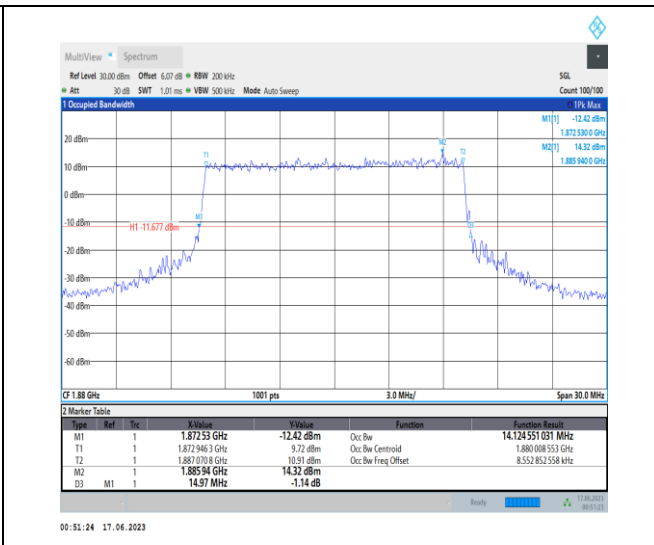 MultiView Spectrum
Ref Level 30.00 dBm Offset 6.07 dB RBW 200 kHz SGL
Att 30 dB SWT 1.01 ms VBW 500 kHz Mode Auto Sweep Count 100/100
1 Occupied Bandwidth 1Pk Max
M1[1] -12.42 dBm
1.872 530 0 GHz
M2[1] 14.32 dBm
1.885 940 0 GHz
20 dBm
M2
T1
T2
10 dBm
0 dBm
M1
-10 dBm
H1 -11.677 dBm
D3
-20 dBm
-30 dBm
-40 dBm
-50 dBm
-60 dBm
CF 1.88 GHz 1001 pts 3.0 MHz/ Span 30.0 MHz
2 Marker Table
Type Ref Trc X-Value Y-Value Function Function Result
M1 1 1.872 53 GHz -12.42 dBm Occ Bw 14.124 551 031 MHz
T1 1 1.872 946 3 GHz 9.72 dBm Occ Bw Centroid 1.880 008 553 GHz
T2 1 1.887 070 8 GHz 10.91 dBm Occ Bw Freq Offset 8.552 852 558 kHz
M2 1 1.885 94 GHz 14.32 dBm
D3 M1 1 14.97 MHz -1.14 dB
Ready 17.06.2023
00:51:23
00:51:24 17.06.2023